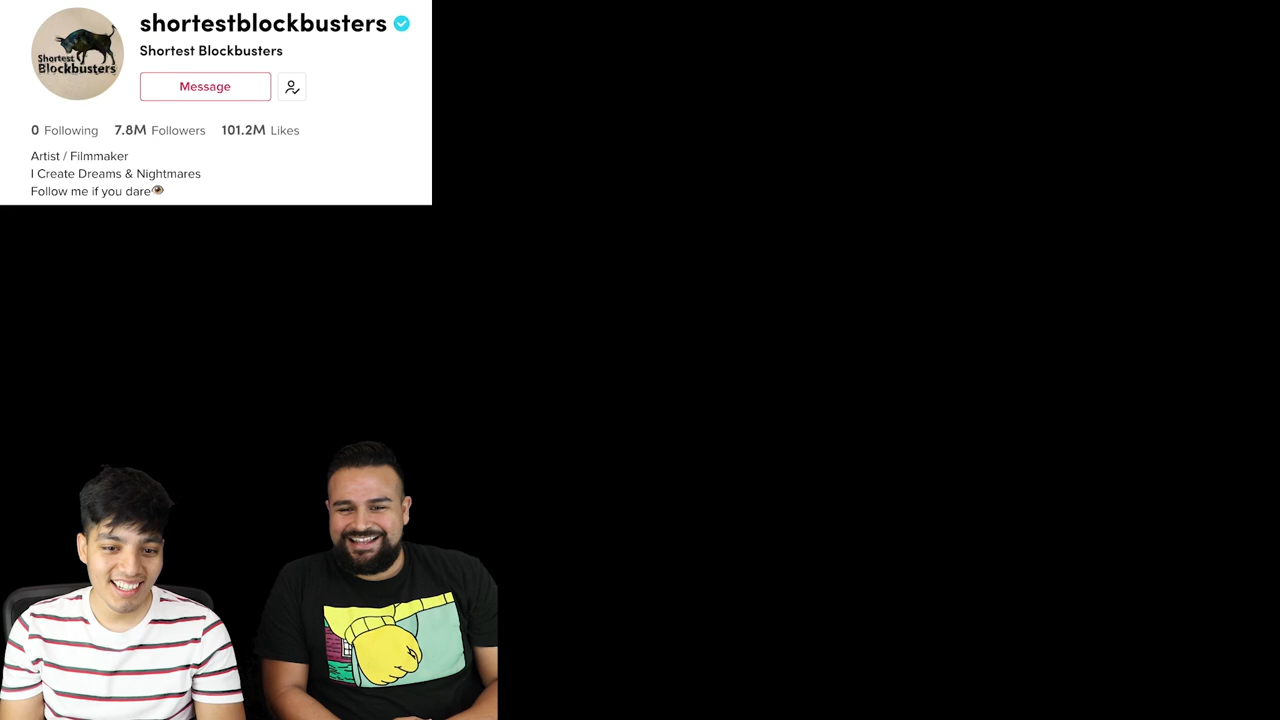 shortestblockbusters
Shortest Blockbusters
Shortest
Blockbusters
Message
0 Following 7.8M Followers 101.2M Likes
Artist / Filmmaker
I Create Dreams & Nightmares
Follow me if you dare👁️